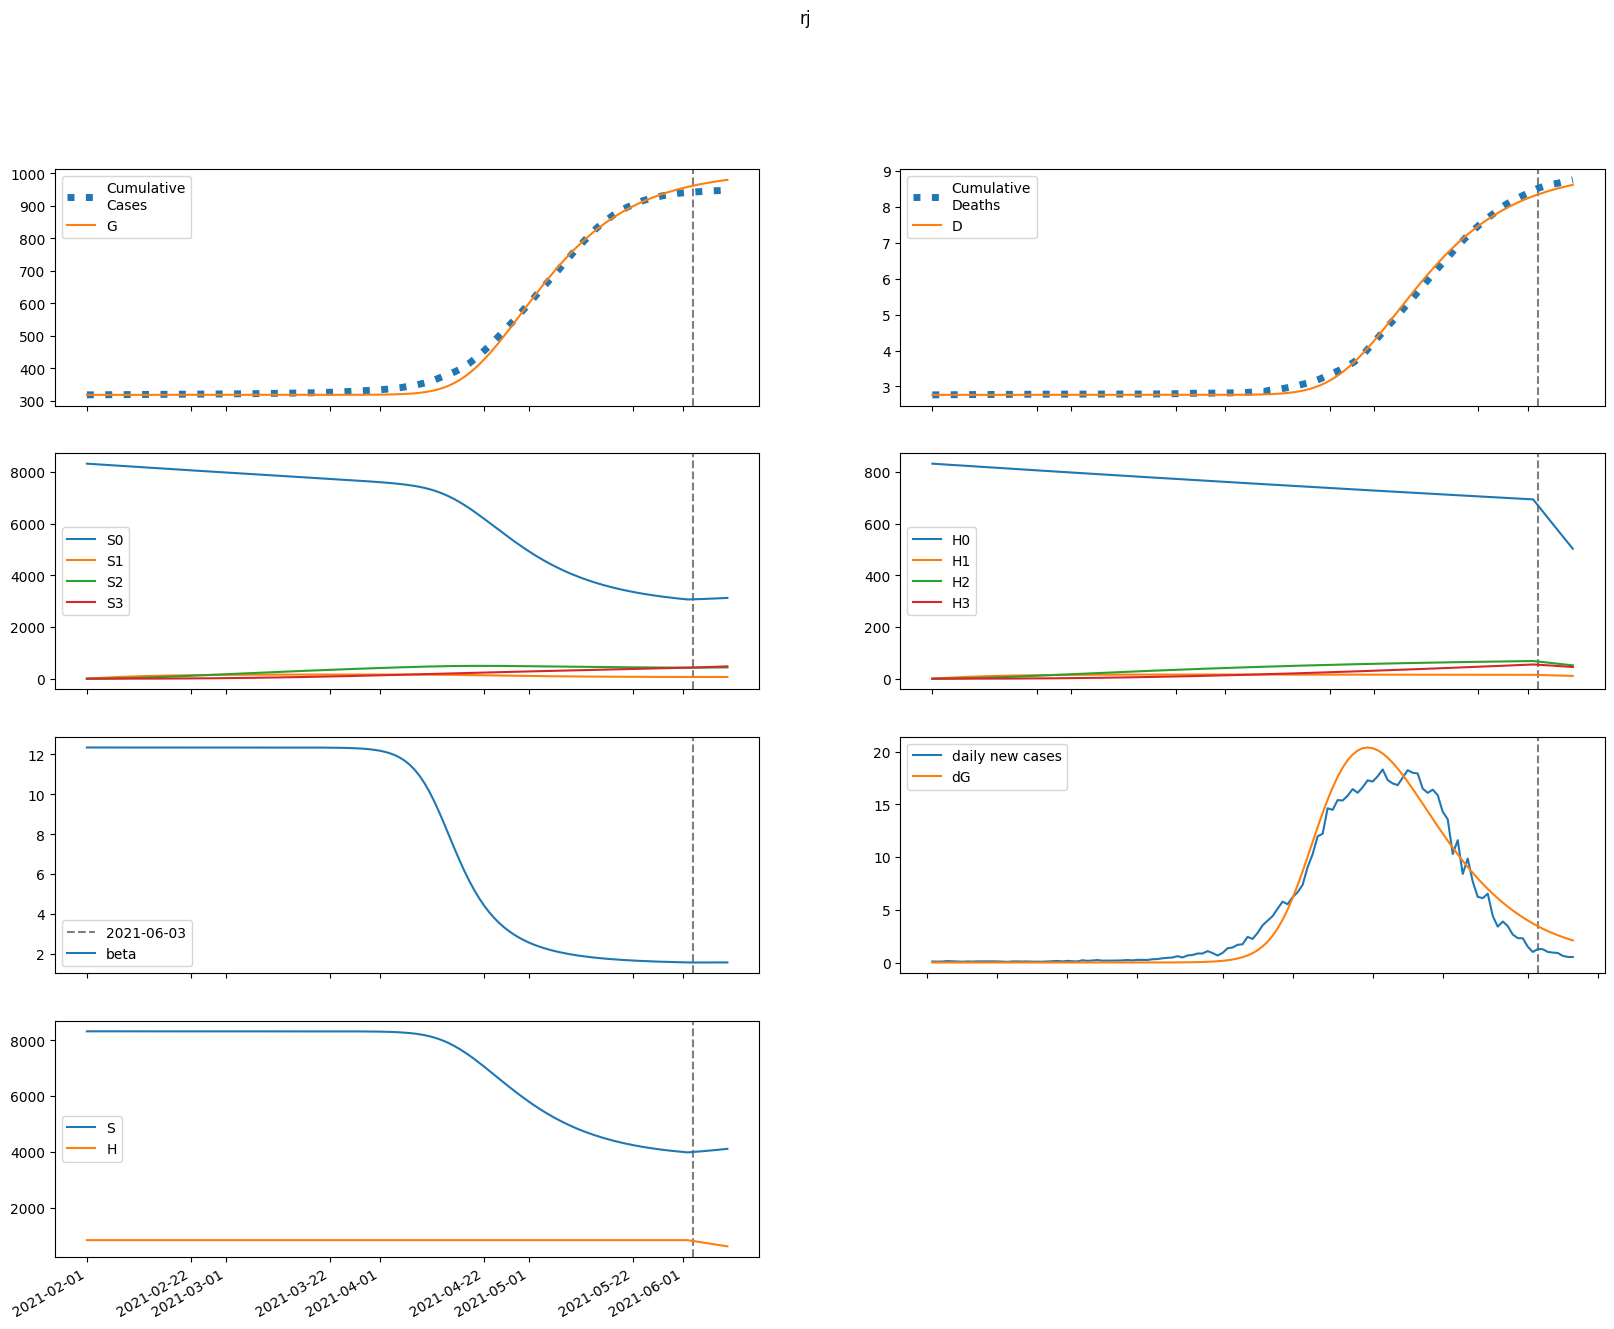 rj
1000
900
800
700
600
500
400
300
Cumulative
Cases
G
9
8
7
6
5
4
3
Cumulative
Deaths
D
8000
6000
4000
2000
0
S0
S1
S2
S3
800
600
400
200
0
H0
H1
H2
H3
12
10
8
6
4
2
2021-06-03
beta
20
15
10
5
0
daily new cases
dG
8000
6000
4000
2000
S
H
2021-02-01
2021-02-22
2021-03-01
2021-03-22
2021-04-01
2021-04-22
2021-05-01
2021-05-22
2021-06-01